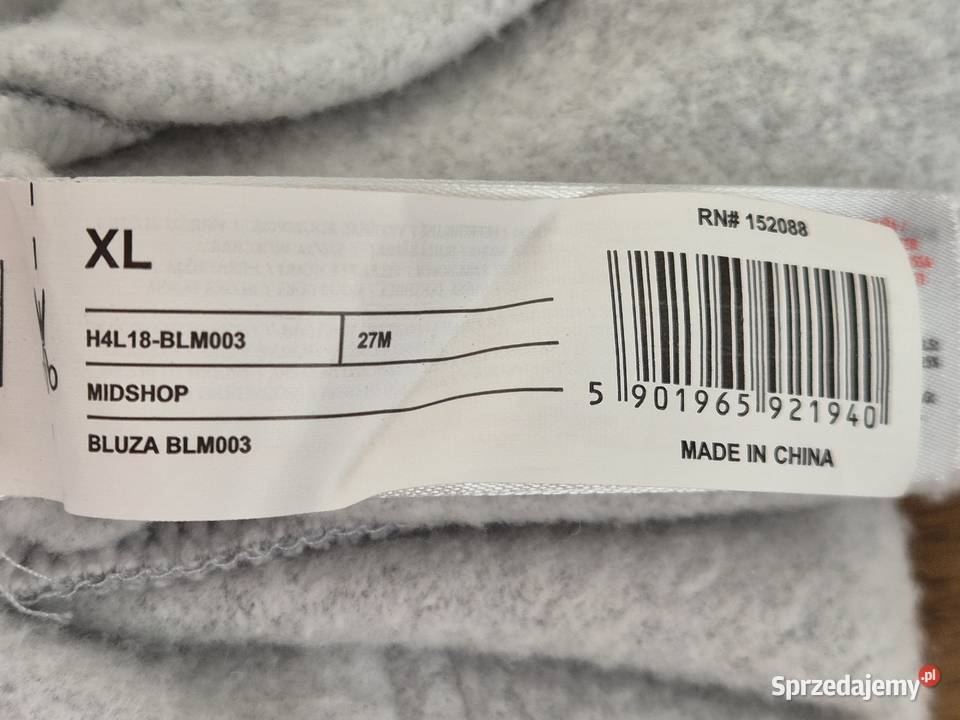 XL
H4L18-BLM003 27M
MIDSHOP
BLUZA BLM003
RN# 152088
5 901965 921940
MADE IN CHINA
Sprzedajemy.pl